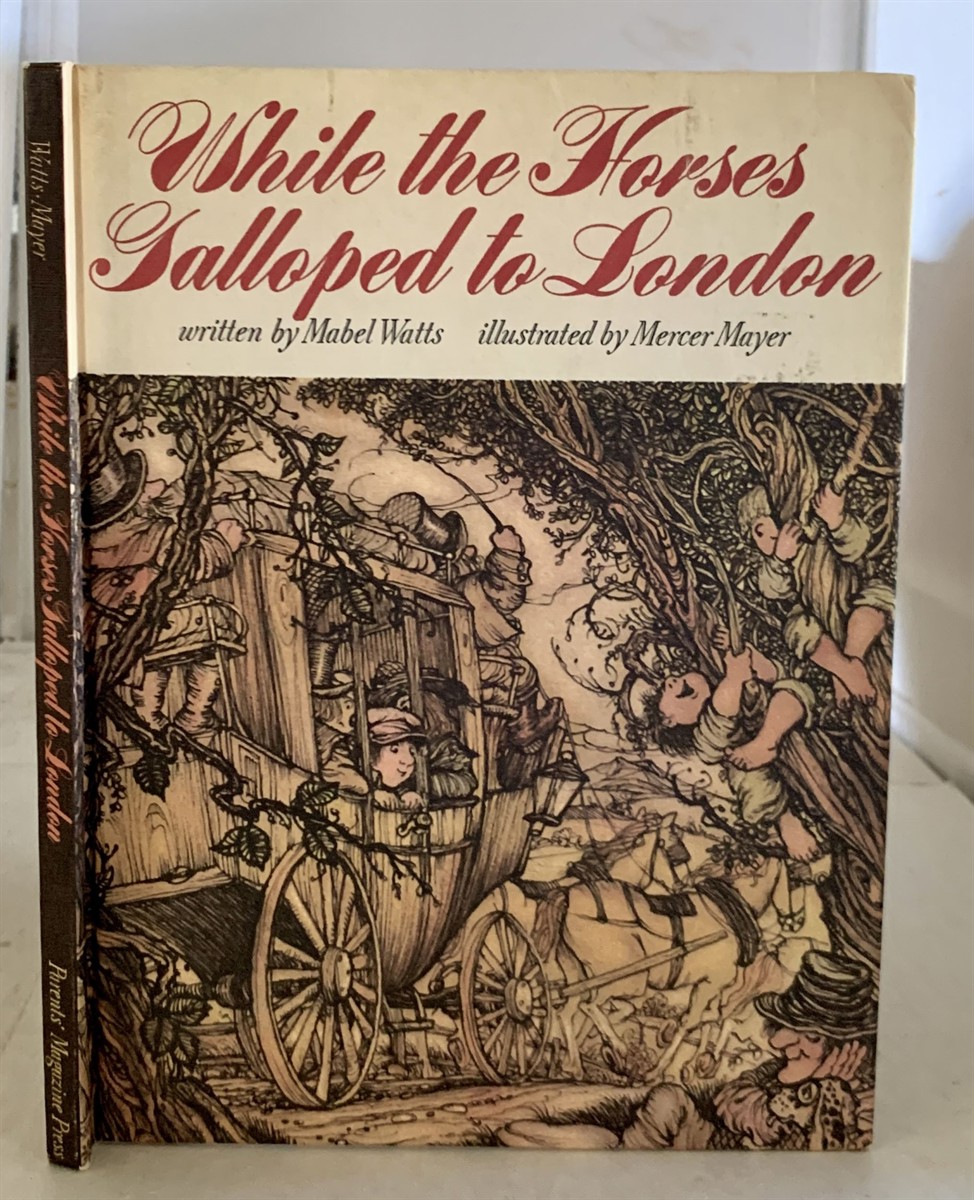 While the Horses
Galloped to London
written by Mabel Watts illustrated by Mercer Mayer
Watts · Mayer
While the Horses Galloped to London
Parents' Magazine Press